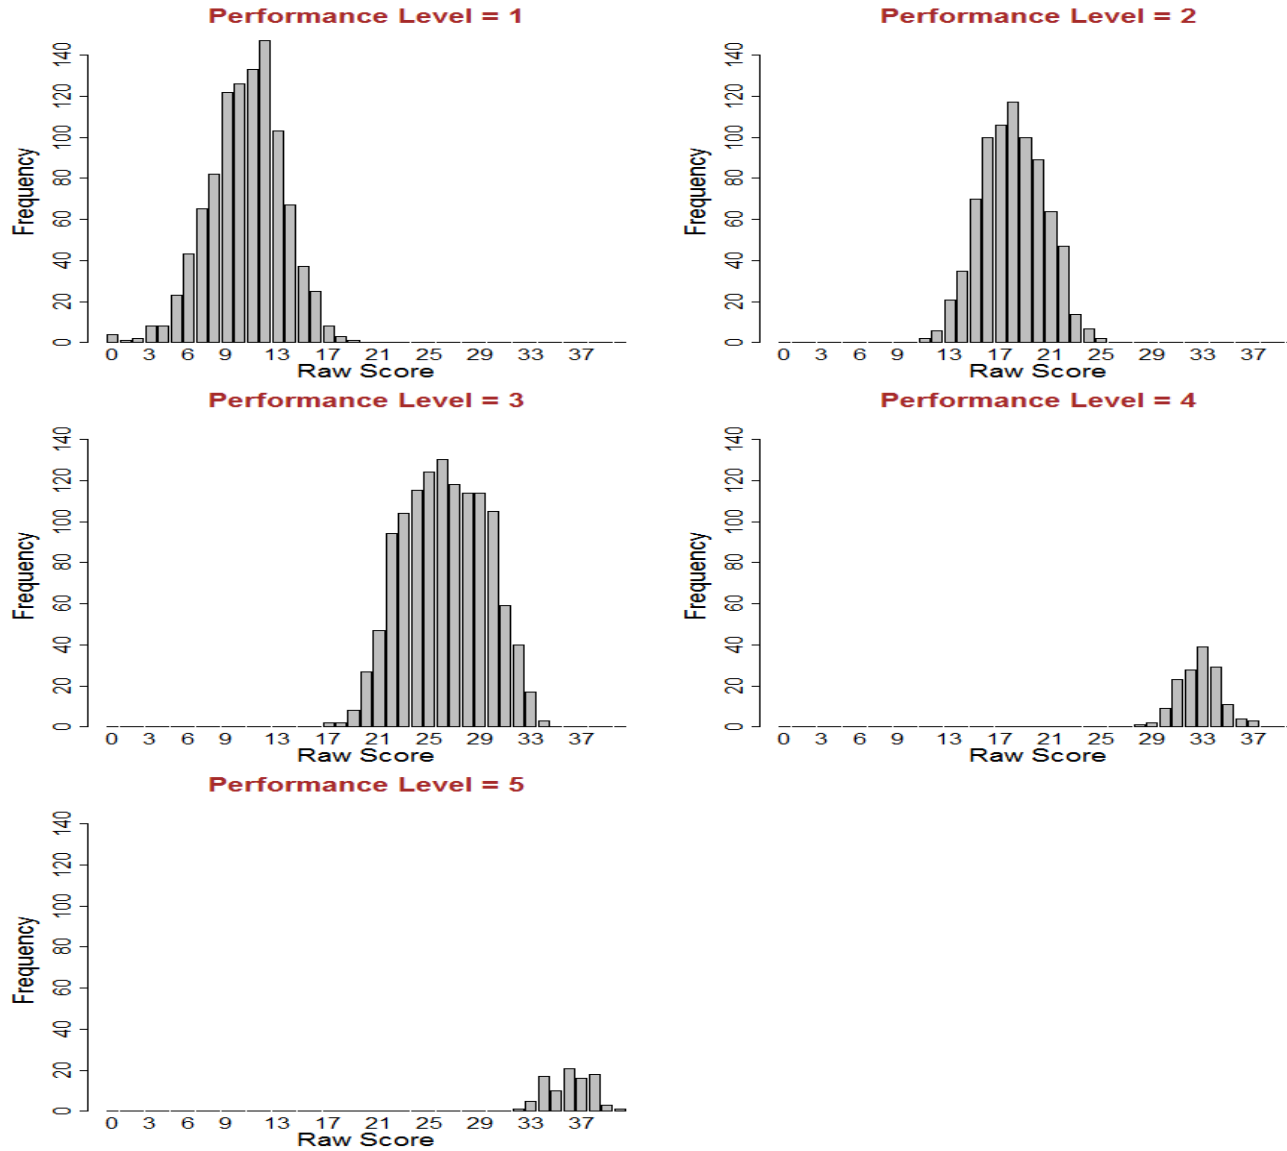 Performance Level = 1
Frequency
0 20 40 60 80 100 120 140
0 3 6 9 13 17 21 25 29 33 37
Raw Score
Performance Level = 2
Frequency
0 20 40 60 80 100 120 140
0 3 6 9 13 17 21 25 29 33 37
Raw Score
Performance Level = 3
Frequency
0 20 40 60 80 100 120 140
0 3 6 9 13 17 21 25 29 33 37
Raw Score
Performance Level = 4
Frequency
0 20 40 60 80 100 120 140
0 3 6 9 13 17 21 25 29 33 37
Raw Score
Performance Level = 5
Frequency
0 20 40 60 80 100 120 140
0 3 6 9 13 17 21 25 29 33 37
Raw Score